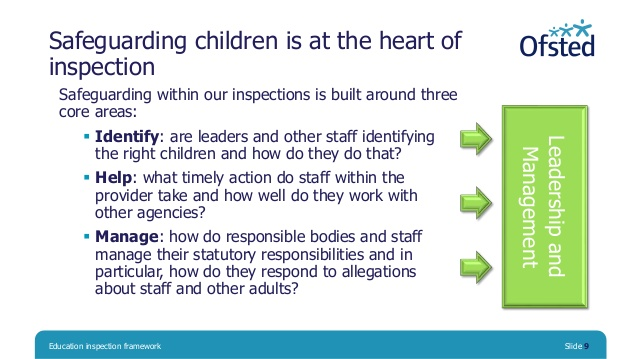 Safeguarding children is at the heart of
inspection
Ofsted
Safeguarding within our inspections is built around three
core areas:
▪ Identify: are leaders and other staff identifying
the right children and how do they do that?
▪ Help: what timely action do staff within the
provider take and how well do they work with
other agencies?
▪ Manage: how do responsible bodies and staff
manage their statutory responsibilities and in
particular, how do they respond to allegations
about staff and other adults?
Leadership and
Management
Education inspection framework
Slide 9